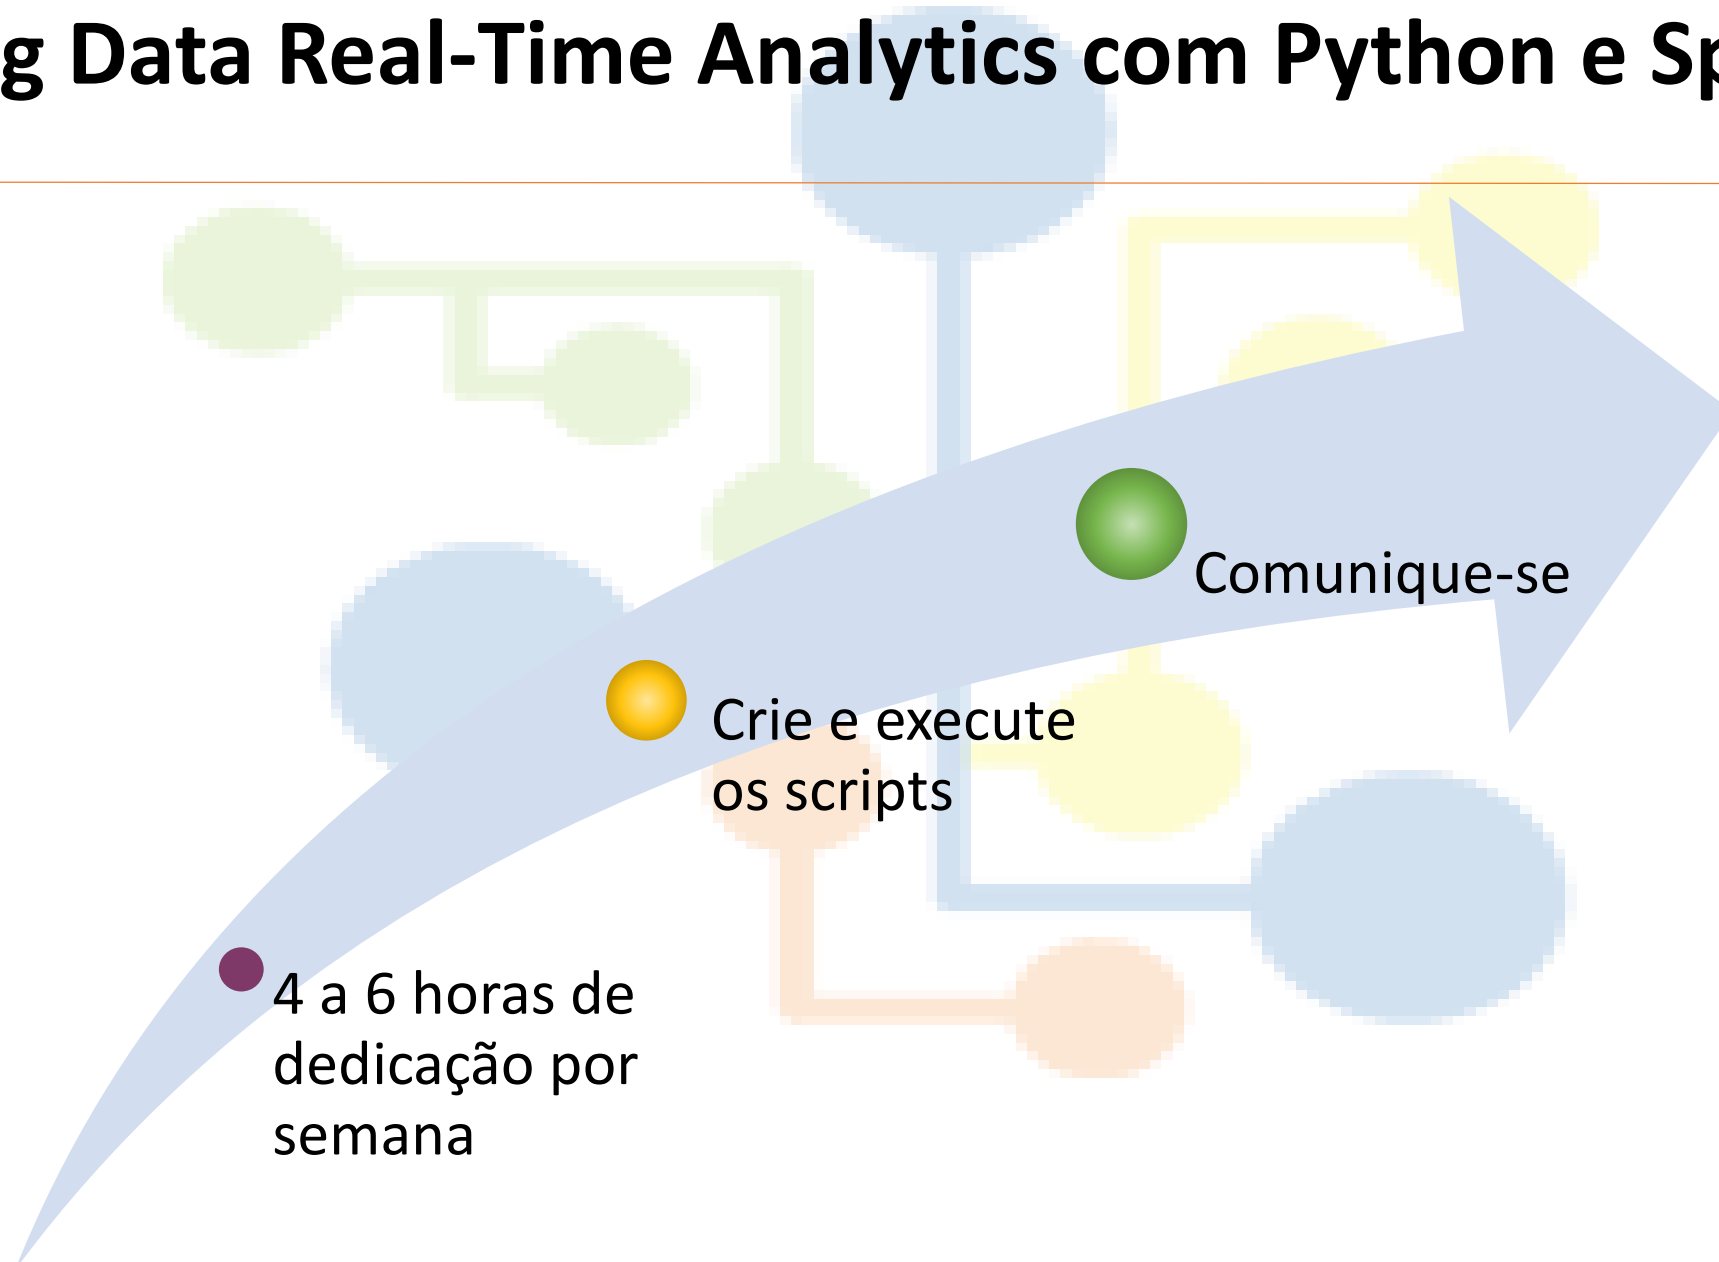 g Data Real-Time Analytics com Python e Sp
Comunique-se
Crie e execute
os scripts
4 a 6 horas de
dedicação por
semana